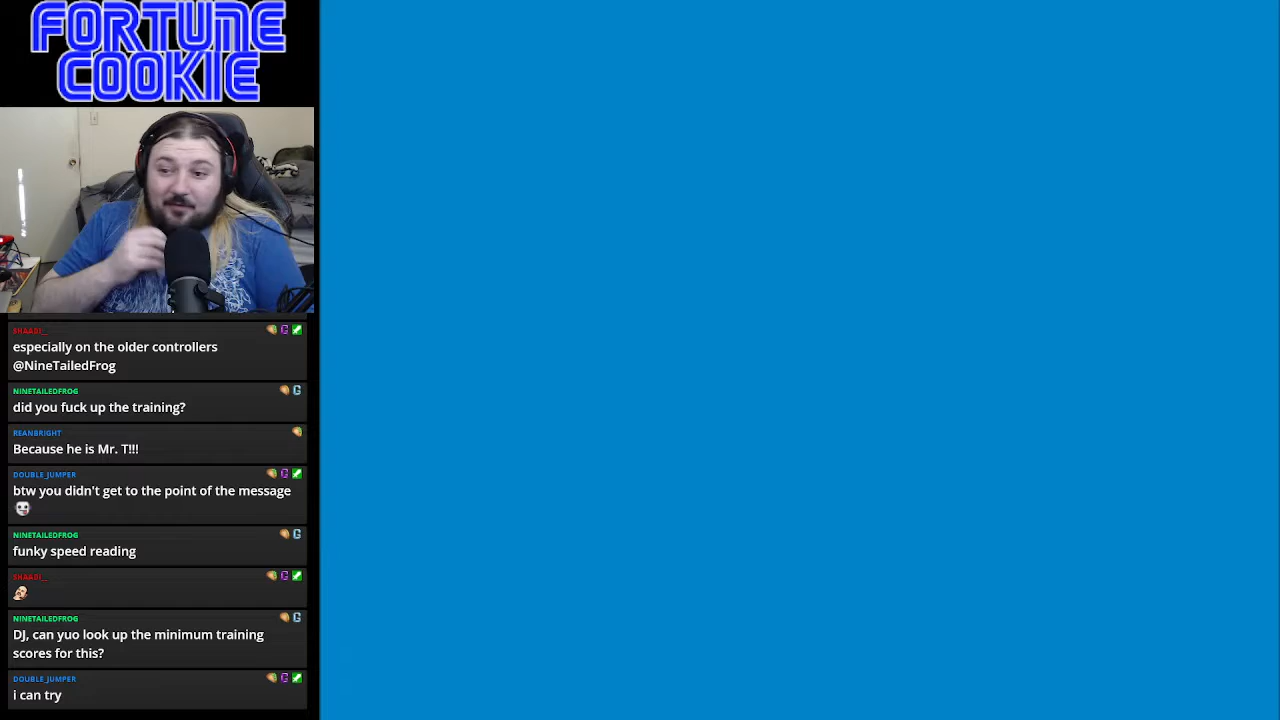 FORTUNE
COOKIE
SHAADI_
especially on the older controllers
@NineTailedFrog
NINETAILEDFROG
did you fuck up the training?
REANBRIGHT
Because he is Mr. T!!!
DOUBLE_JUMPER
btw you didn't get to the point of the message
NINETAILEDFROG
funky speed reading
SHAADI_
NINETAILEDFROG
DJ, can yuo look up the minimum training
scores for this?
DOUBLE_JUMPER
i can try